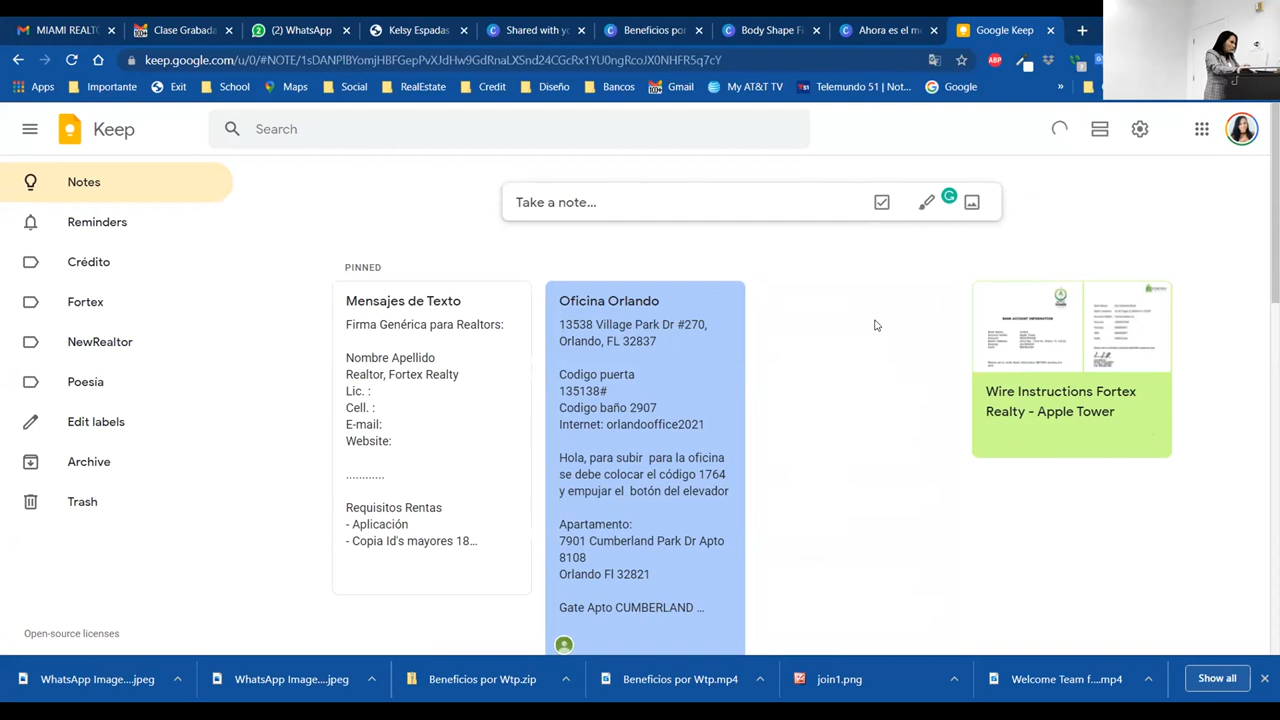 MIAMI REALT
Clase Grabada
(2) WhatsApp
Kelsy Espadas
Shared with yo
Beneficios por
Body Shape Fi
Ahora es el m
Google Keep
keep.google.com/u/0/#NOTE/1sDANPlBYomjHBFGepPvXJdHw9GdRnaLXSnd24CGcRx1YU0ngRcoJX0NHFR5q7cY
Apps
Importante
Exit
School
Maps
Social
RealEstate
Credit
Diseño
Bancos
Gmail
My AT&T TV
Telemundo 51 | Not...
Google
Keep
Search
Notes
Reminders
Crédito
Fortex
NewRealtor
Poesía
Edit labels
Archive
Trash
Open-source licenses
Take a note...
PINNED
Mensajes de Texto
Firma General para Realtors:
Nombre Apellido
Realtor, Fortex Realty
Lic. :
Cell. :
E-mail:
Website:
............
Requisitos Rentas
- Aplicación
- Copia Id's mayores 18...
Oficina Orlando
13538 Village Park Dr #270,
Orlando, FL 32837
Codigo puerta
135138#
Codigo baño 2907
Internet: orlandooffice2021
Hola, para subir para la oficina
se debe colocar el código 1764
y empujar el botón del elevador
Apartamento:
7901 Cumberland Park Dr Apto
8108
Orlando Fl 32821
Gate Apto CUMBERLAND ...
BANK ACCOUNT INFORMATION
Wire Instructions Fortex
Realty - Apple Tower
WhatsApp Image....jpeg
WhatsApp Image....jpeg
Beneficios por Wtp.zip
Beneficios por Wtp.mp4
join1.png
Welcome Team f....mp4
Show all